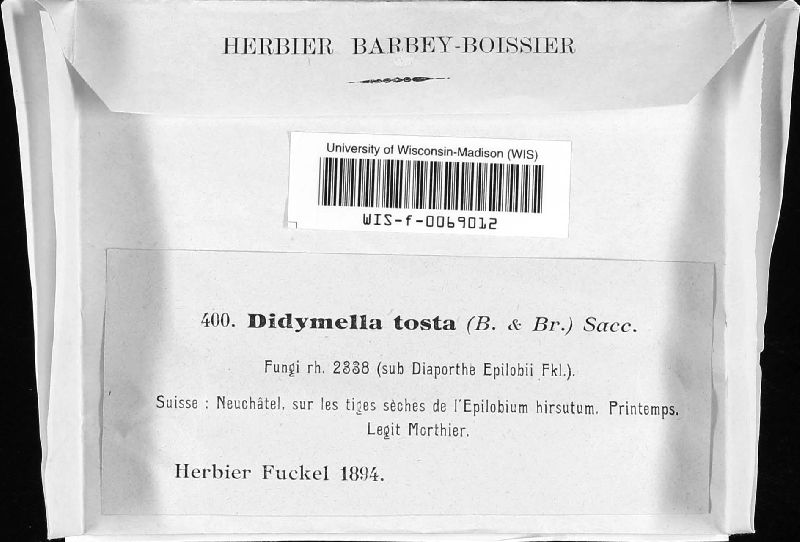 HERBIER BARBEY-BOISSIER
University of Wisconsin-Madison (WIS)
WIS-f-0069012
400. Didymella tosta (B. & Br.) Sacc.
Fungi rh. 2338 (sub Diaporthe Epilobii Fkl.).
Suisse : Neuchâtel, sur les tiges sèches de l'Epilobium hirsutum. Printemps.
Legit Morthier.
Herbier Fuckel 1894.